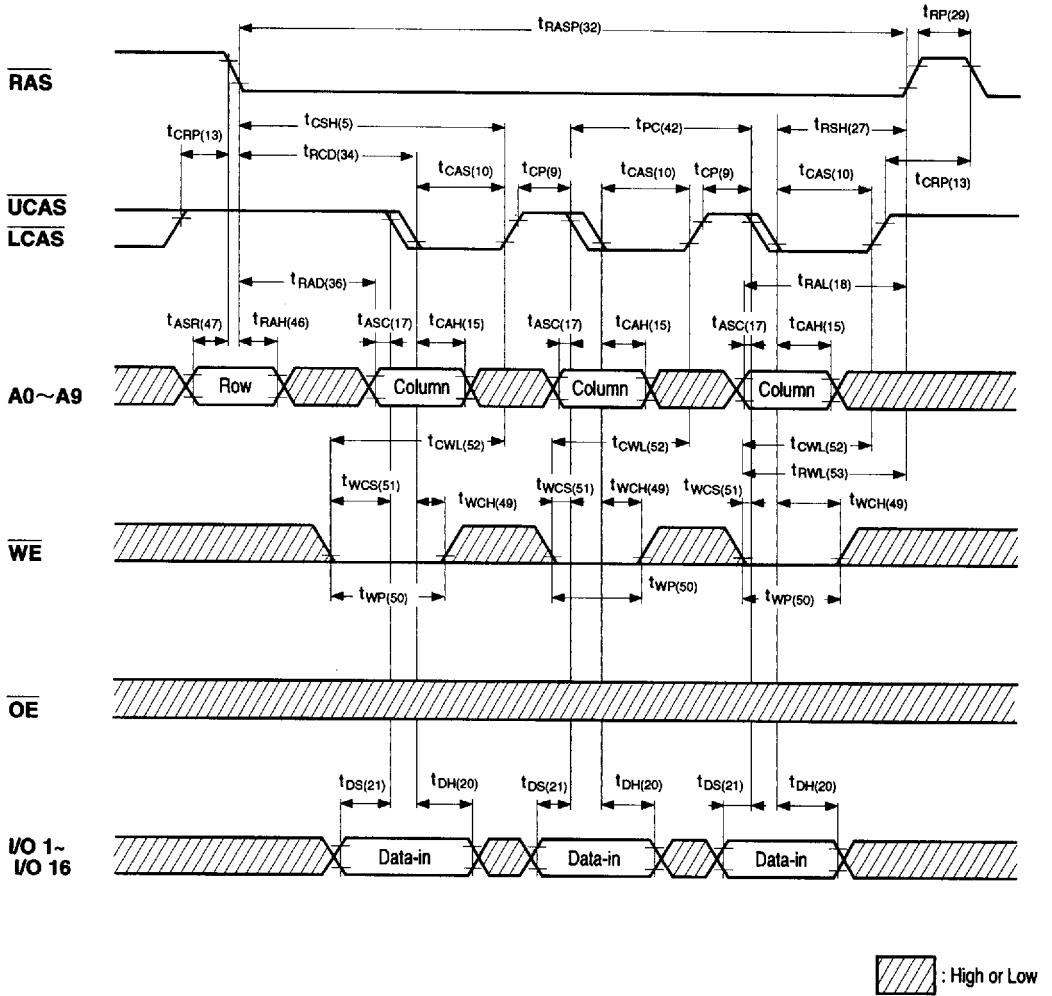 tRASP(32) tRP(29)
RAS
tCRP(13) tCSH(5) tPC(42) tRSH(27)
tRCD(34)
tCAS(10) tCP(9) tCAS(10) tCP(9) tCAS(10) tCRP(13)
UCAS
LCAS
tRAD(36) tRAL(18)
tASR(47) tRAH(46) tASC(17) tCAH(15) tASC(17) tCAH(15) tASC(17) tCAH(15)
A0~A9 Row Column Column Column
tCWL(52) tCWL(52) tCWL(52)
tRWL(53)
tWCS(51) tWCH(49) tWCS(51) tWCH(49) tWCS(51) tWCH(49)
WE
tWP(50) tWP(50) tWP(50)
OE
tDS(21) tDH(20) tDS(21) tDH(20) tDS(21) tDH(20)
I/O 1~
I/O 16 Data-in Data-in Data-in
: High or Low